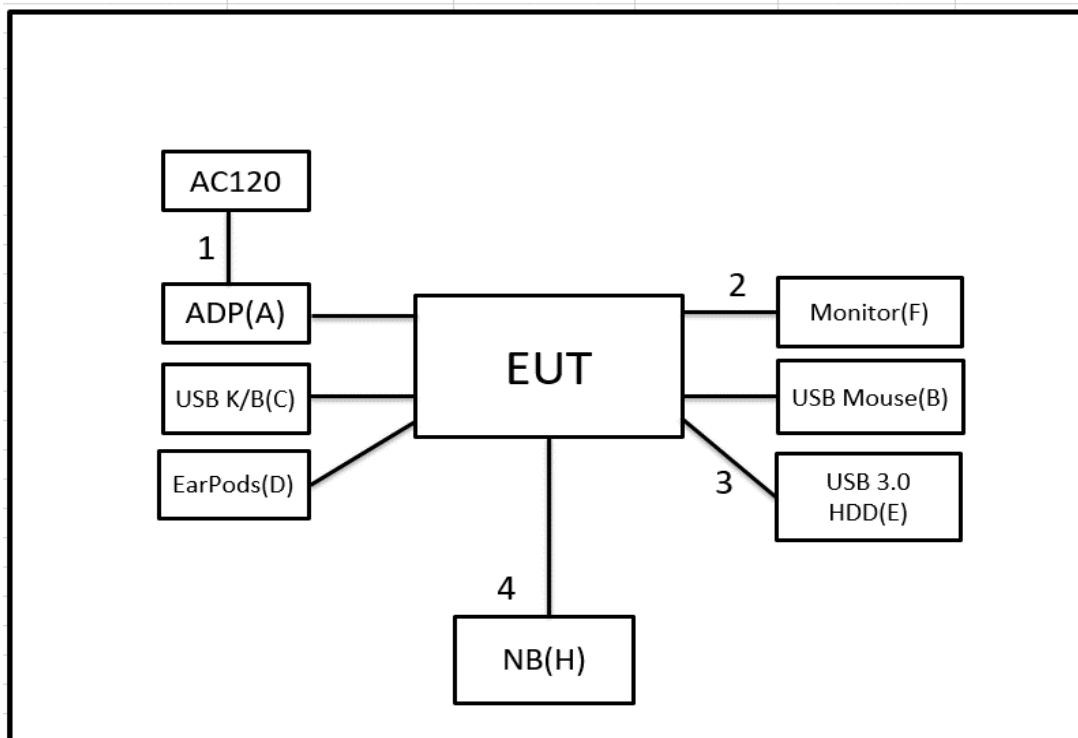 AC120
1
ADP(A)
USB K/B(C)
EarPods(D)
EUT
2
Monitor(F)
USB Mouse(B)
3
USB 3.0
HDD(E)
4
NB(H)